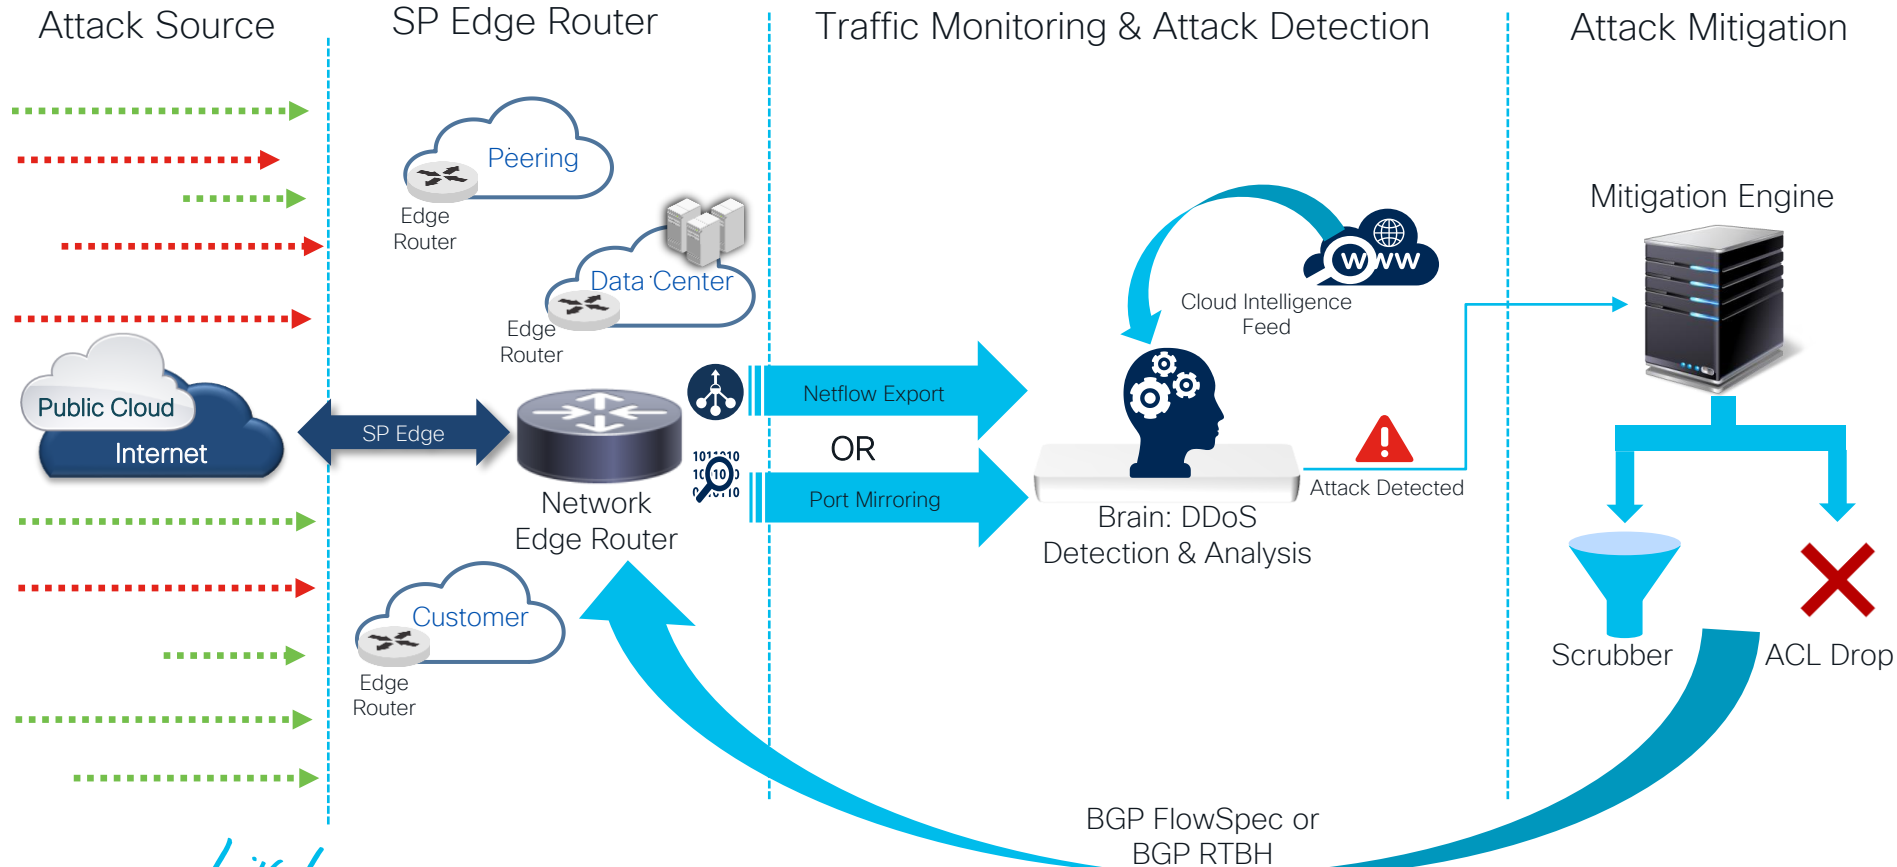 Attack Source
SP Edge Router
Traffic Monitoring & Attack Detection
Attack Mitigation
Peering
Edge
Router
Data Center
Edge
Router
Public Cloud
Internet
SP Edge
Network
Edge Router
Customer
Edge
Router
Netflow Export
OR
Port Mirroring
WWW
Cloud Intelligence
Feed
Brain: DDoS
Detection & Analysis
Attack Detected
Mitigation Engine
Scrubber
ACL Drop
BGP FlowSpec or
BGP RTBH